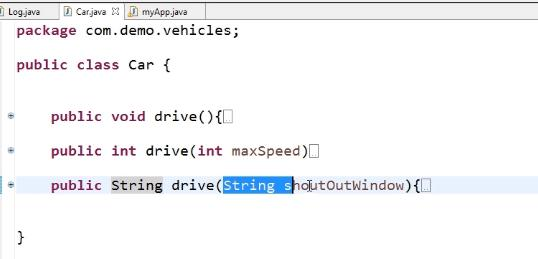 Log.java Car.java myApp.java
package com.demo.vehicles;
public class Car {
public void drive(){
public int drive(int maxSpeed)
public String drive(String shoutOutWindow){
}